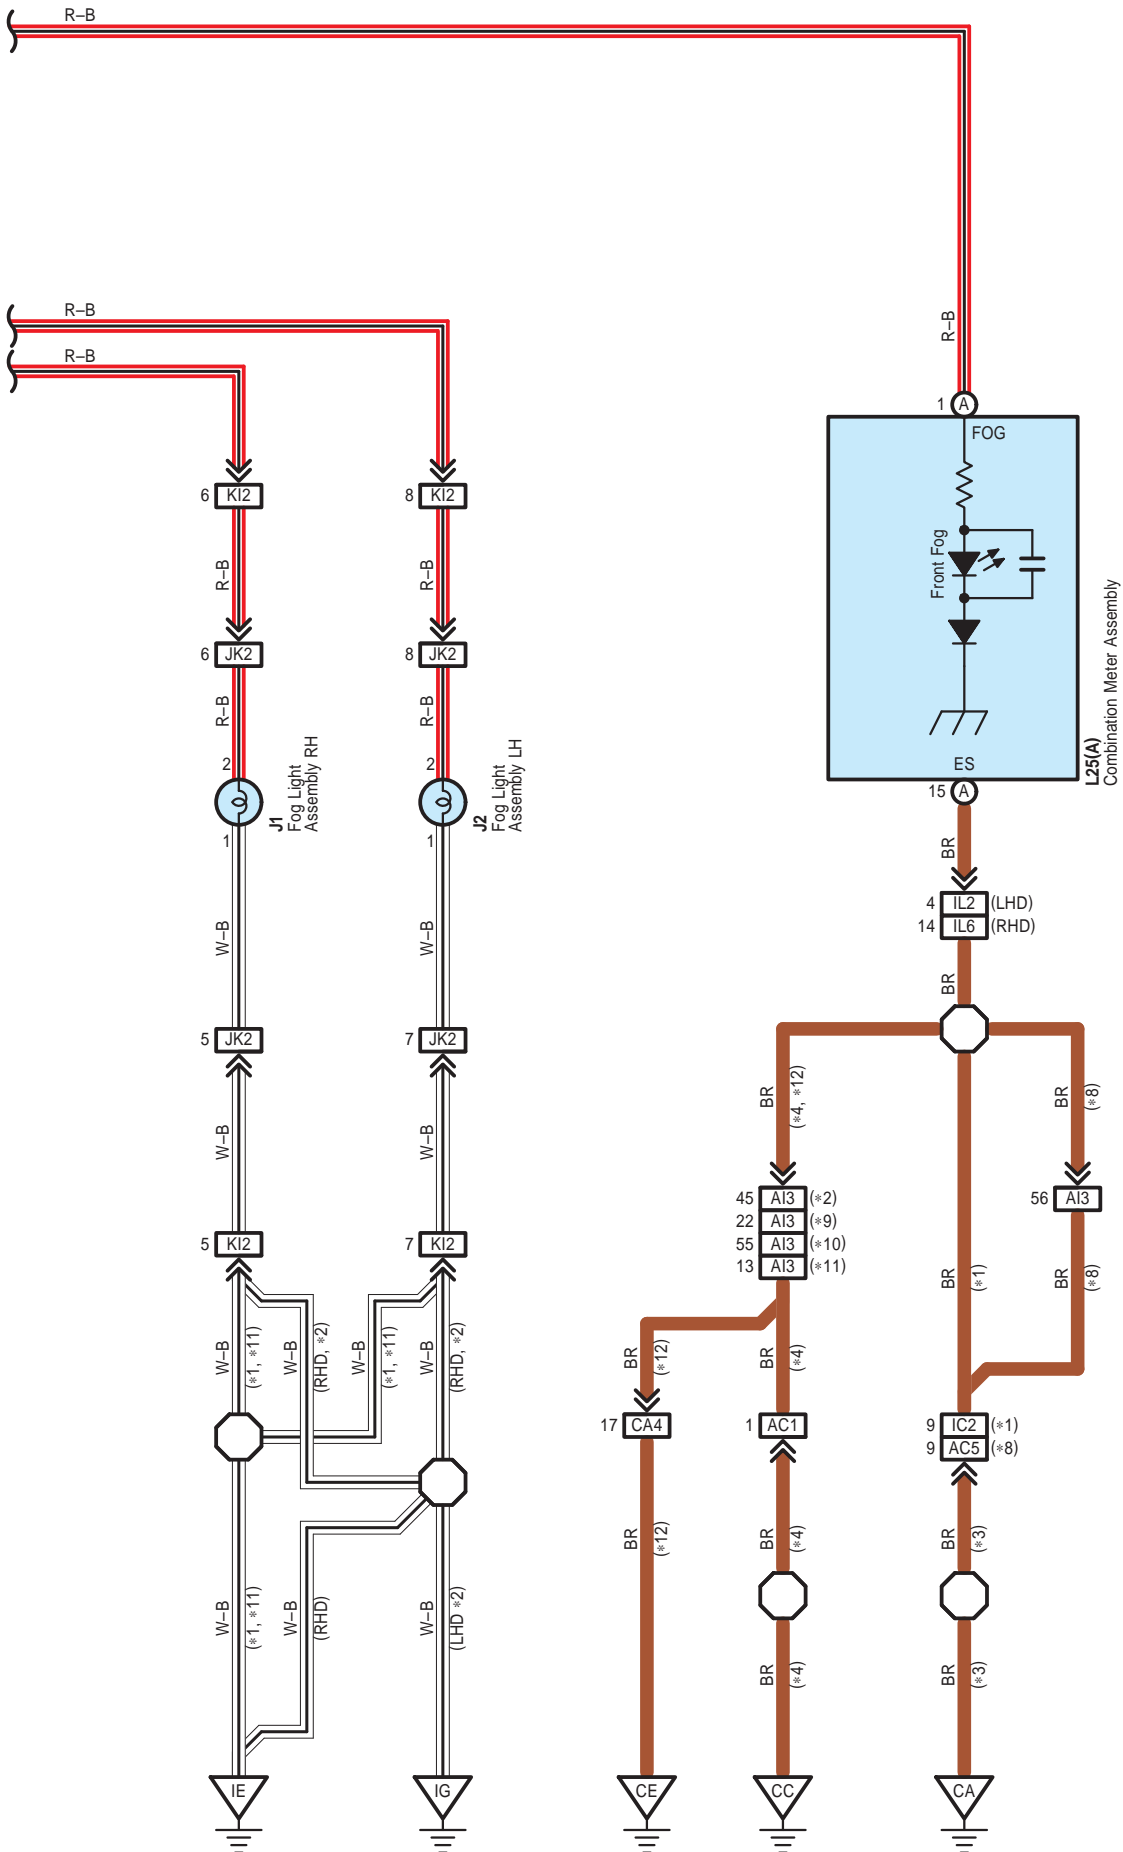 R–B
R–B
R–B
R–B
1 A
FOG
Front Fog
ES
15 A
L25(A)
Combination Meter Assembly
6 KI2
8 KI2
R–B
R–B
6 JK2
8 JK2
R–B
R–B
2
2
J1
Fog Light
Assembly RH
J2
Fog Light
Assembly LH
1
1
BR
4 IL2 (LHD)
14 IL6 (RHD)
W–B
W–B
BR
5 JK2
7 JK2
BR
(*4, *12)
BR
(*8)
W–B
W–B
45 AI3 (*2)
22 AI3 (*9)
55 AI3 (*10)
13 AI3 (*11)
56 AI3
5 KI2
7 KI2
BR
(*1)
BR
(*8)
W–B
(*1, *11)
W–B
(RHD, *2)
W–B
(*1, *11)
W–B
(RHD, *2)
BR
(*12)
BR
(*4)
17 CA4
1 AC1
9 IC2 (*1)
9 AC5 (*8)
BR
(*12)
BR
(*4)
BR
(*3)
W–B
(*1, *11)
W–B
(RHD)
W–B
(LHD *2)
BR
(*4)
BR
(*3)
IE
IG
CE
CC
CA